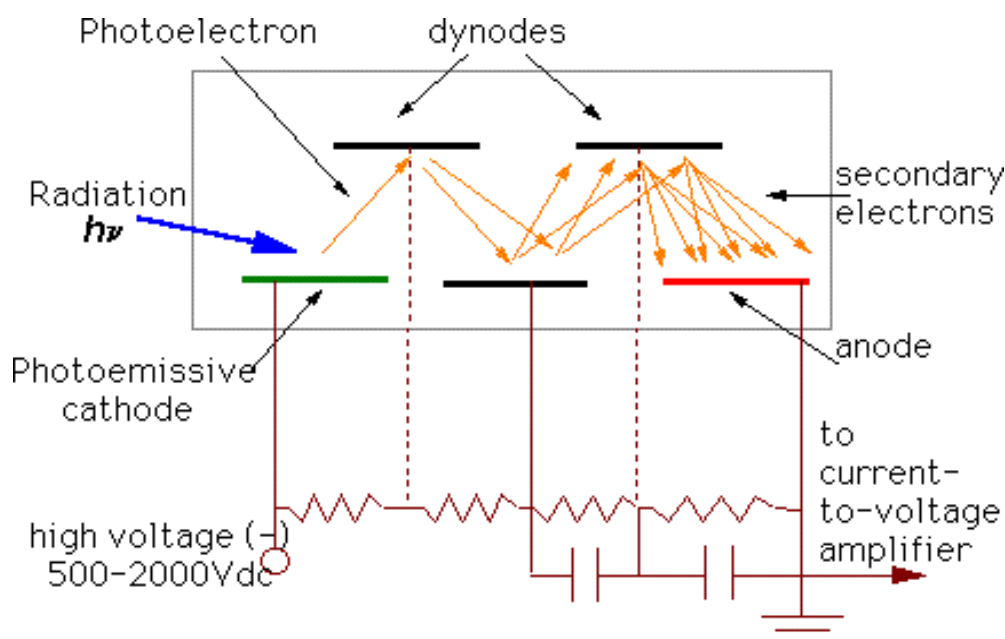 Photoelectron
dynodes
Radiation
hν
secondary
electrons
Photoemissive
cathode
anode
to
current-
to-voltage
amplifier
high voltage (-)
500-2000Vdc